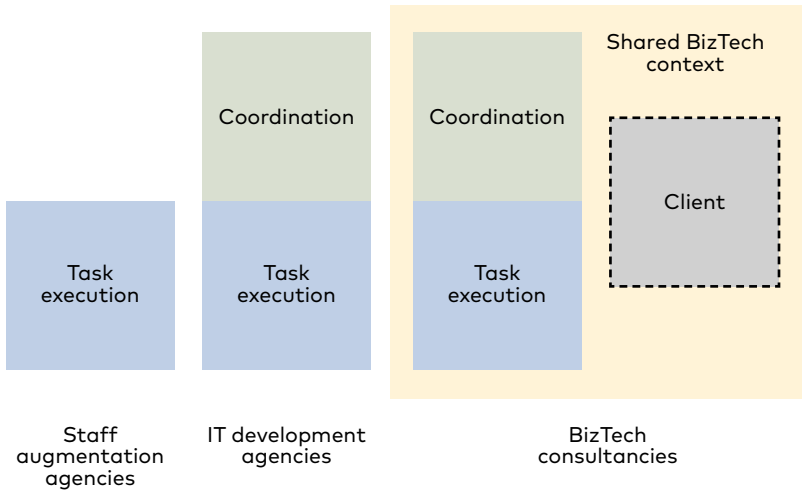 Shared BizTech
context
Coordination
Coordination
Client
Task
execution
Task
execution
Task
execution
Staff
augmentation
agencies
IT development
agencies
BizTech
consultancies